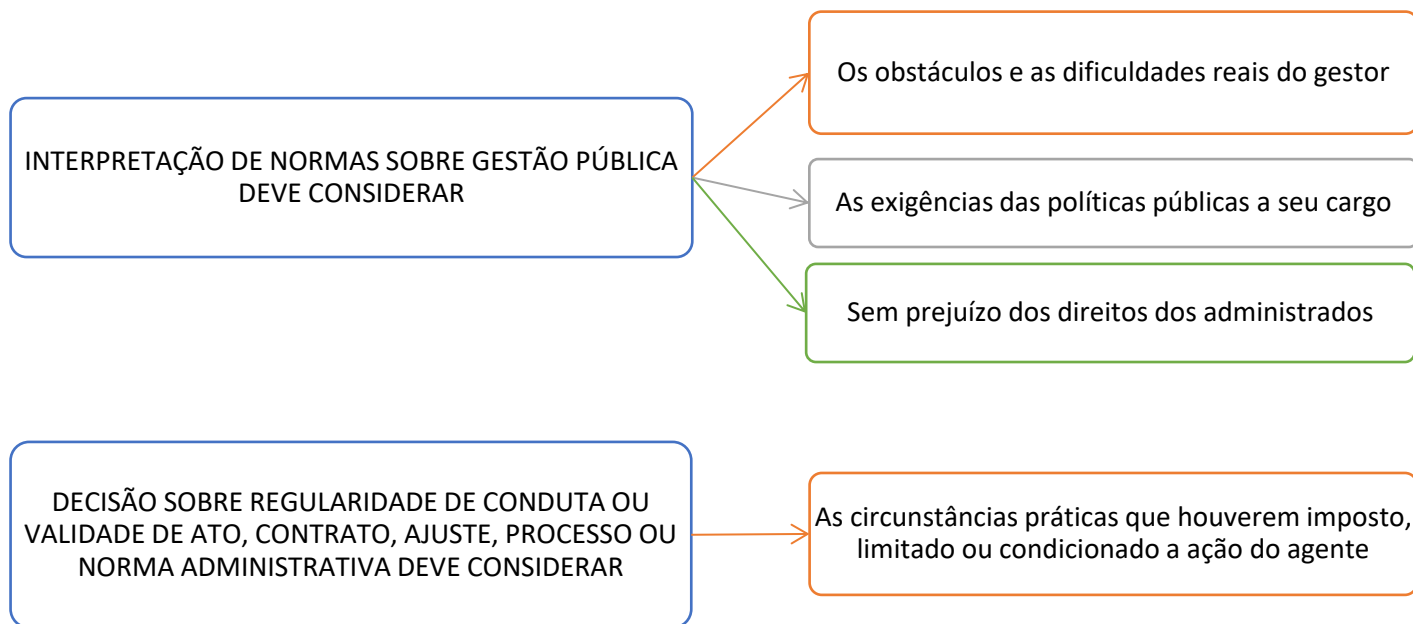 Os obstáculos e as dificuldades reais do gestor
INTERPRETAÇÃO DE NORMAS SOBRE GESTÃO PÚBLICA
DEVE CONSIDERAR
As exigências das políticas públicas a seu cargo
Sem prejuízo dos direitos dos administrados
DECISÃO SOBRE REGULARIDADE DE CONDUTA OU
VALIDADE DE ATO, CONTRATO, AJUSTE, PROCESSO OU
NORMA ADMINISTRATIVA DEVE CONSIDERAR
As circunstâncias práticas que houverem imposto,
limitado ou condicionado a ação do agente